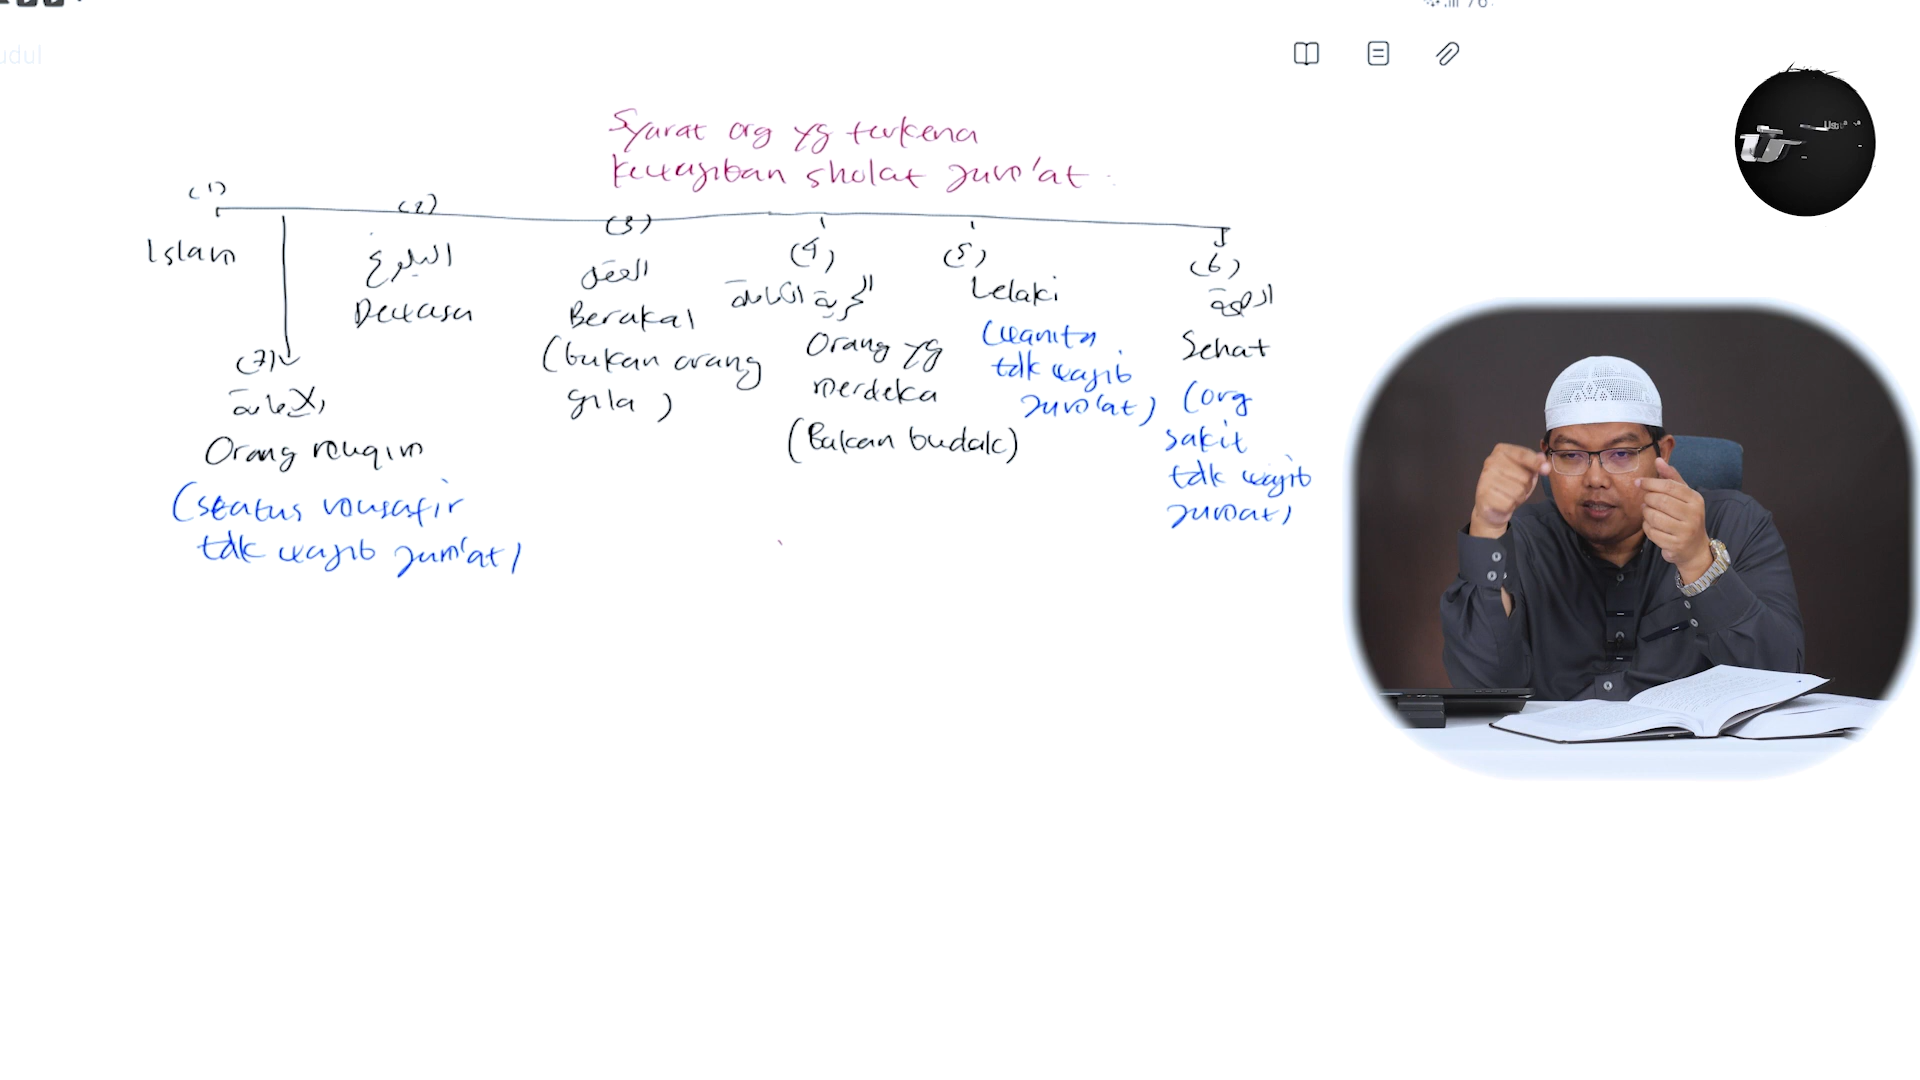 udul
Syarat org yg terkena
kewajiban sholat Jum'at
(1)
Islam
(2)
البلوغ
Dewasa
(3)
العقل
Berakal
(bukan orang
gila)
(4)
الحرية الكاملة
Orang yg
merdeka
(Bukan budak)
(5)
Lelaki
(wanita
tdk wajib
Jum'at)
(6)
الصحة
Sehat
(org
sakit
tdk wajib
Jumat)
(7)
الإقامة
Orang muqim
(status musafir
tdk wajib Jum'at)